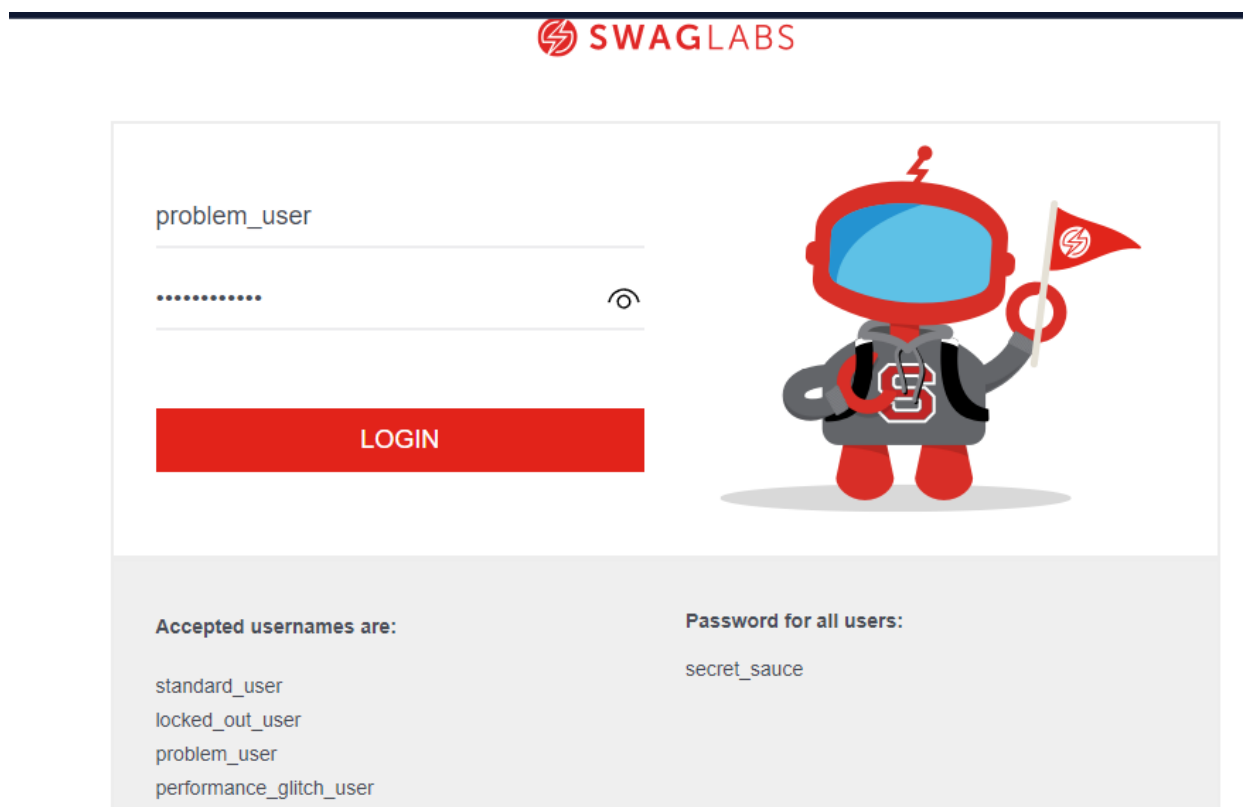 SWAGLABS
problem_user
••••••••••••
LOGIN
S
Accepted usernames are:
standard_user
locked_out_user
problem_user
performance_glitch_user
Password for all users:
secret_sauce